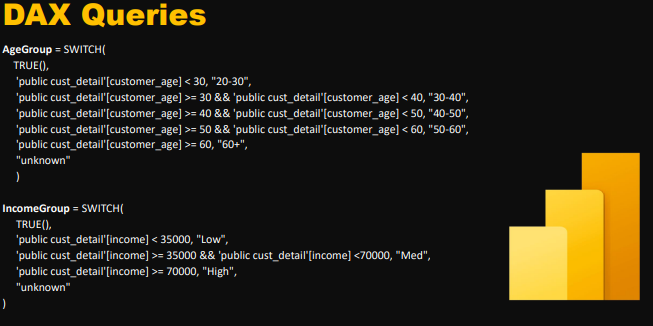 DAX Queries
AgeGroup = SWITCH(
TRUE(),
'public cust_detail'[customer_age] < 30, "20-30",
'public cust_detail'[customer_age] >= 30 && 'public cust_detail'[customer_age] < 40, "30-40",
'public cust_detail'[customer_age] >= 40 && 'public cust_detail'[customer_age] < 50, "40-50",
'public cust_detail'[customer_age] >= 50 && 'public cust_detail'[customer_age] < 60, "50-60",
'public cust_detail'[customer_age] >= 60, "60+",
"unknown"
)
IncomeGroup = SWITCH(
TRUE(),
'public cust_detail'[income] < 35000, "Low",
'public cust_detail'[income] >= 35000 && 'public cust_detail'[income] <70000, "Med",
'public cust_detail'[income] >= 70000, "High",
"unknown"
)